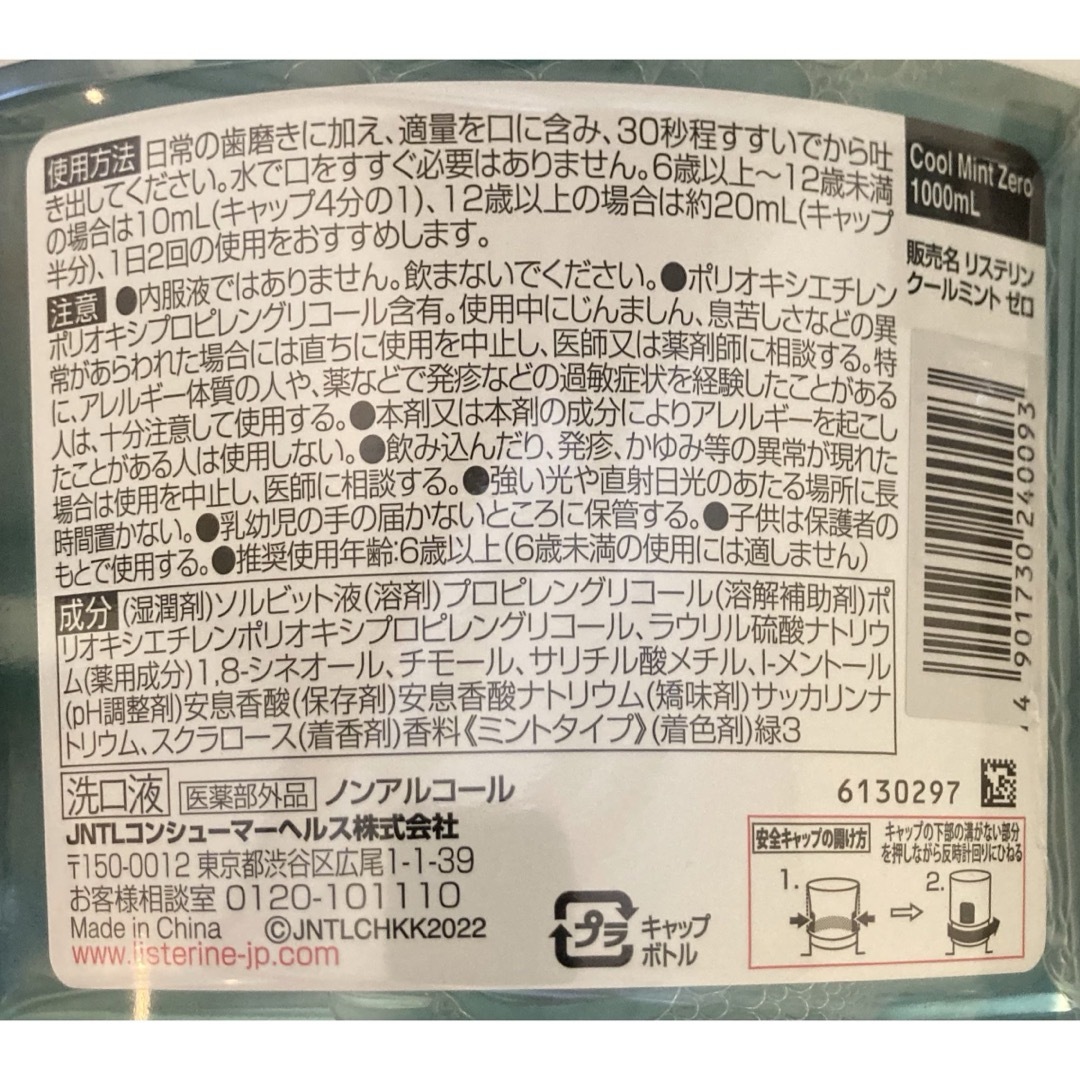 使用方法 日常の歯磨きに加え、適量を口に含み、30秒程すすいでから吐
き出してください。水で口をすすぐ必要はありません。6歳以上〜12歳未満
の場合は10mL(キャップ4分の1)、12歳以上の場合は約20mL(キャップ
半分)、1日2回の使用をおすすめします。
注意 ●内服液ではありません。飲まないでください。●ポリオキシエチレン
ポリオキシプロピレングリコール含有。使用中にじんましん、息苦しさなどの異
常があらわれた場合には直ちに使用を中止し、医師又は薬剤師に相談する。特
に、アレルギー体質の人や、薬などで発疹などの過敏症状を経験したことがある
人は、十分注意して使用する。●本剤又は本剤の成分によりアレルギーを起こし
たことがある人は使用しない。●飲み込んだり、発疹、かゆみ等の異常が現れた
場合は使用を中止し、医師に相談する。●強い光や直射日光のあたる場所に長
時間置かない。●乳幼児の手の届かないところに保管する。●子供は保護者の
もとで使用する。●推奨使用年齢:6歳以上(6歳未満の使用には適しません)
成分 (湿潤剤)ソルビット液(溶剤)プロピレングリコール(溶解補助剤)ポ
リオキシエチレンポリオキシプロピレングリコール、ラウリル硫酸ナトリウ
ム(薬用成分)1,8-シネオール、チモール、サリチル酸メチル、l-メントール
(pH調整剤)安息香酸(保存剤)安息香酸ナトリウム(矯味剤)サッカリンナ
トリウム、スクラロース(着香剤)香料《ミントタイプ》(着色剤)緑3
洗口液 医薬部外品 ノンアルコール
JNTLコンシューマーヘルス株式会社
〒150-0012 東京都渋谷区広尾1-1-39
お客様相談室 0120-101110
Made in China ©JNTLCHKK2022
www.listerine-jp.com
プラ キャップ
ボトル
Cool Mint Zero
1000mL
販売名 リステリン
クールミント ゼロ
4 901730 240093
6130297
安全キャップの開け方 キャップの下部の溝がない部分
を押しながら反時計回りにひねる
1. 2.